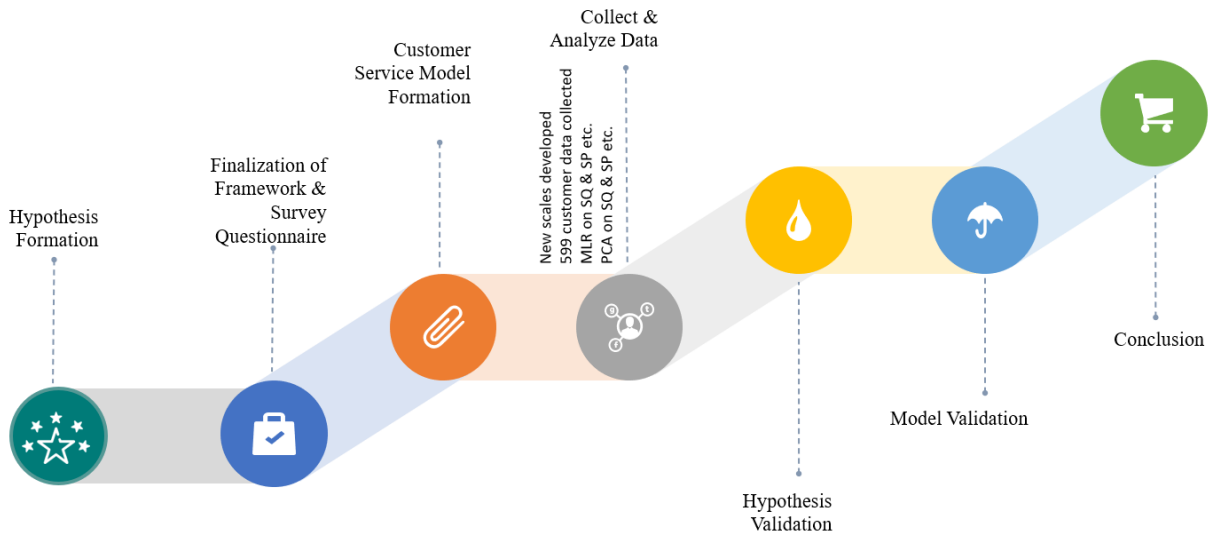 Hypothesis
Formation
Finalization of
Framework &
Survey
Questionnaire
Customer
Service Model
Formation
Collect &
Analyze Data
New scales developed
599 customer data collected
MLR on SQ & SP etc.
PCA on SQ & SP etc.
g
t
f
Hypothesis
Validation
Model Validation
Conclusion